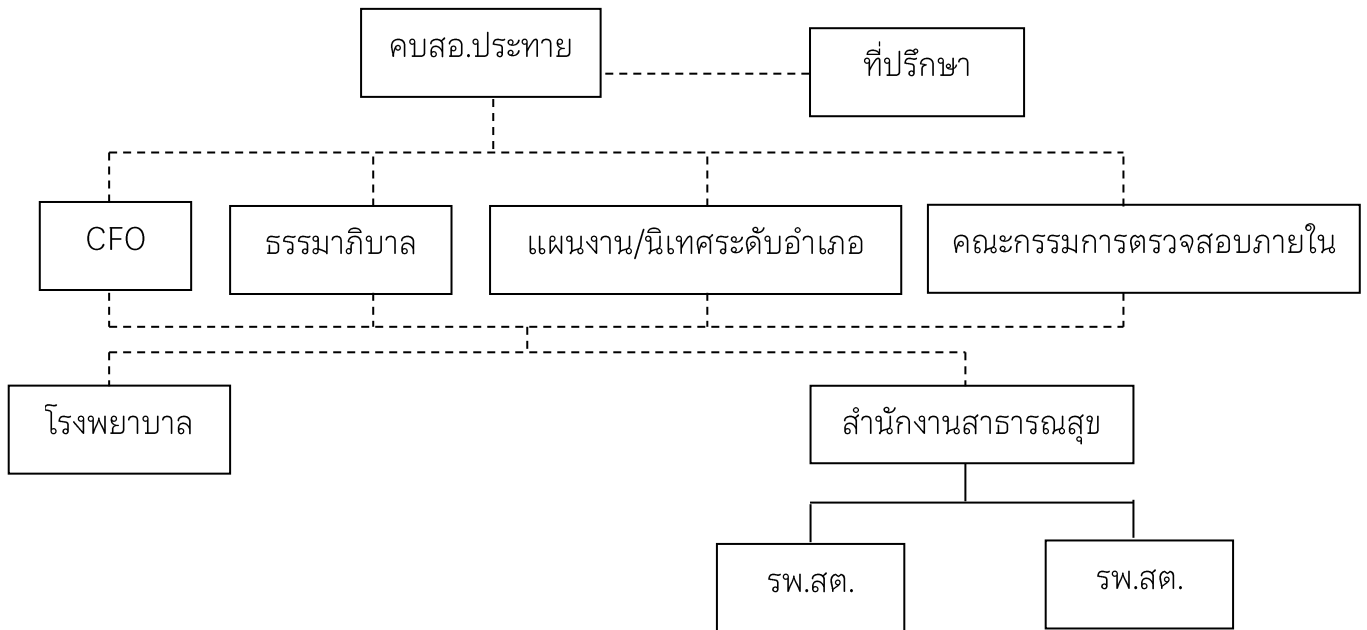 คบสอ.ประทาย
ที่ปรึกษา
CFO
ธรรมาภิบาล
แผนงาน/นิเทศระดับอำเภอ
คณะกรรมการตรวจสอบภายใน
โรงพยาบาล
สำนักงานสาธารณสุข
รพ.สต.
รพ.สต.